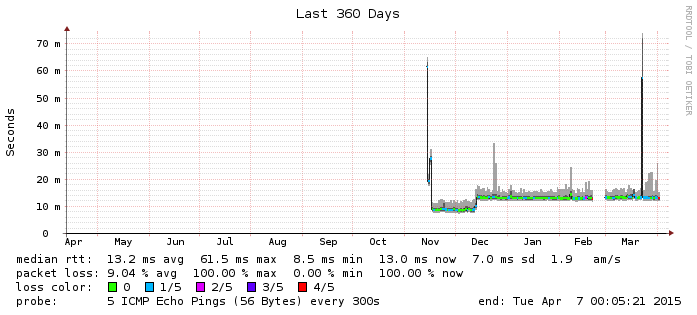 Last 360 Days
RRDTOOL / TOBI OETIKER
Seconds
70 m
60 m
50 m
40 m
30 m
20 m
10 m
0
Apr May Jun Jul Aug Sep Oct Nov Dec Jan Feb Mar
median rtt: 13.2 ms avg 61.5 ms max 8.5 ms min 13.0 ms now 7.0 ms sd 1.9 am/s
packet loss: 9.04 % avg 100.00 % max 0.00 % min 100.00 % now
loss color: 0 1/5 2/5 3/5 4/5
probe: 5 ICMP Echo Pings (56 Bytes) every 300s end: Tue Apr 7 00:05:21 2015